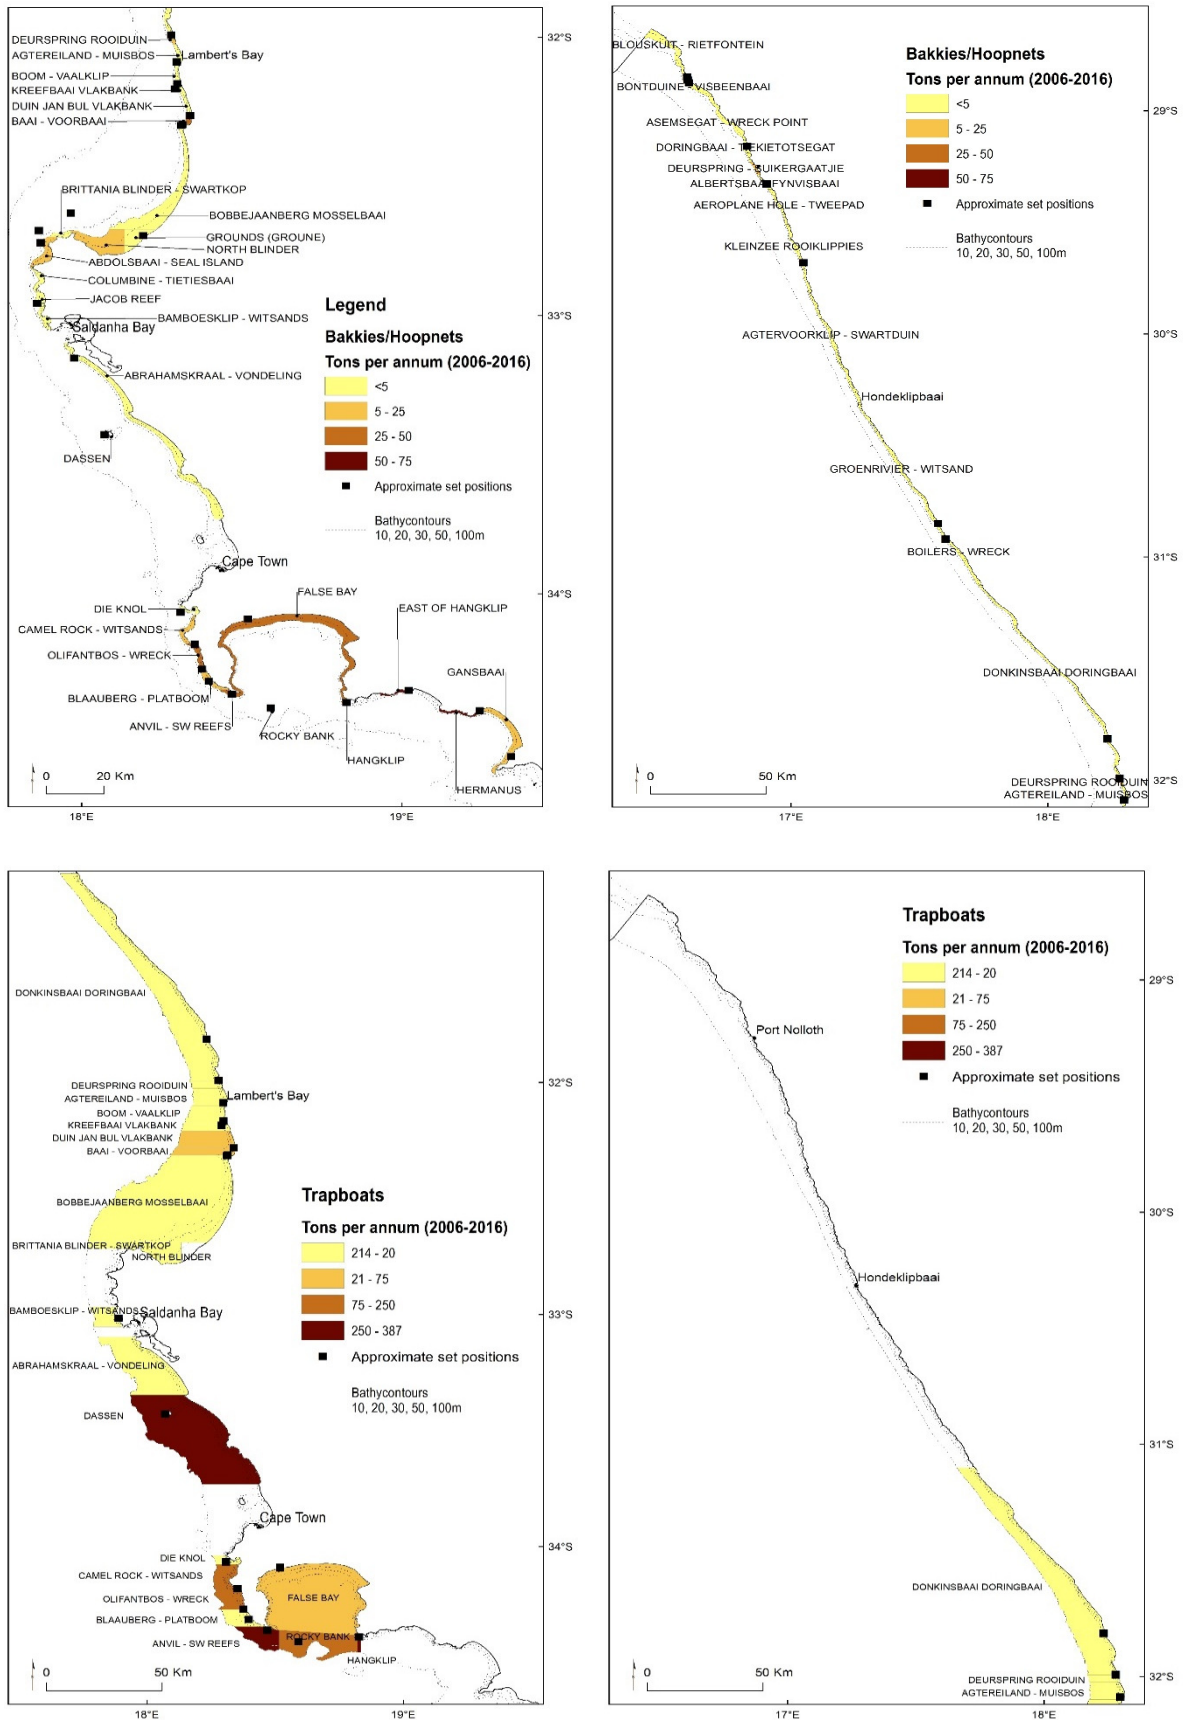 DEURSPRING ROOIDUIN
AGTEREILAND - MUISBOS
Lambert's Bay
BOOM - VAALKLIP
KREEFBAAI VLAKBANK
DUIN JAN BUL VLAKBANK
BAAI - VOORBAAI
BRITTANIA BLINDER - SWARTKOP
BOBBEJAANBERG MOSSELBAAI
GROUNDS (GROUNE)
NORTH BLINDER
ABDOLSBAAI - SEAL ISLAND
COLUMBINE - TIETIESBAAI
JACOB REEF
BAMBOESKLIP - WITSANDS
Saldanha Bay
ABRAHAMSKRAAL - VONDELING
DASSEN
Cape Town
FALSE BAY
DIE KNOL
EAST OF HANGKLIP
CAMEL ROCK - WITSANDS
OLIFANTBOS - WRECK
GANSBAAI
BLAAUBERG - PLATBOOM
ANVIL - SW REEFS
ROCKY BANK
HANGKLIP
HERMANUS
Legend
Bakkies/Hoopnets
Tons per annum (2006-2016)
<5
5 - 25
25 - 50
50 - 75
Approximate set positions
Bathycontours
10, 20, 30, 50, 100m
0 20 Km
32°S
33°S
34°S
18°E
19°E
BLOUSKUIT - RIETFONTEIN
BONTDUINE - VISBEENBAAI
ASEMSEGAT - WRECK POINT
DORINGBAAI - TIEKIETOTSEGAT
DEURSPRING - SUIKERGAATJIE
ALBERTSBAAI FYNVISBAAI
AEROPLANE HOLE - TWEEPAD
KLEINZEE ROOIKLIPPIES
AGTERVOORKLIP - SWARTDUIN
Hondeklipbaai
GROENRIVIER - WITSAND
BOILERS - WRECK
DONKINSBAAI DORINGBAAI
DEURSPRING ROOIDUIN
AGTEREILAND - MUISBOS
Bakkies/Hoopnets
Tons per annum (2006-2016)
<5
5 - 25
25 - 50
50 - 75
Approximate set positions
Bathycontours
10, 20, 30, 50, 100m
0 50 Km
29°S
30°S
31°S
32°S
17°E
18°E
DONKINSBAAI DORINGBAAI
DEURSPRING ROOIDUIN
AGTEREILAND - MUISBOS
Lambert's Bay
BOOM - VAALKLIP
KREEFBAAI VLAKBANK
DUIN JAN BUL VLAKBANK
BAAI - VOORBAAI
BOBBEJAANBERG MOSSELBAAI
BRITTANIA BLINDER - SWARTKOP
NORTH BLINDER
BAMBOESKLIP - WITSANDS
Saldanha Bay
ABRAHAMSKRAAL - VONDELING
DASSEN
Cape Town
DIE KNOL
CAMEL ROCK - WITSANDS
OLIFANTBOS - WRECK
FALSE BAY
BLAAUBERG - PLATBOOM
ROCKY BANK
ANVIL - SW REEFS
HANGKLIP
Trapboats
Tons per annum (2006-2016)
214 - 20
21 - 75
75 - 250
250 - 387
Approximate set positions
Bathycontours
10, 20, 30, 50, 100m
0 50 Km
32°S
33°S
34°S
18°E
19°E
Port Nolloth
Hondeklipbaai
DONKINSBAAI DORINGBAAI
DEURSPRING ROOIDUIN
AGTEREILAND - MUISBOS
Trapboats
Tons per annum (2006-2016)
214 - 20
21 - 75
75 - 250
250 - 387
Approximate set positions
Bathycontours
10, 20, 30, 50, 100m
0 50 Km
29°S
30°S
31°S
32°S
17°E
18°E